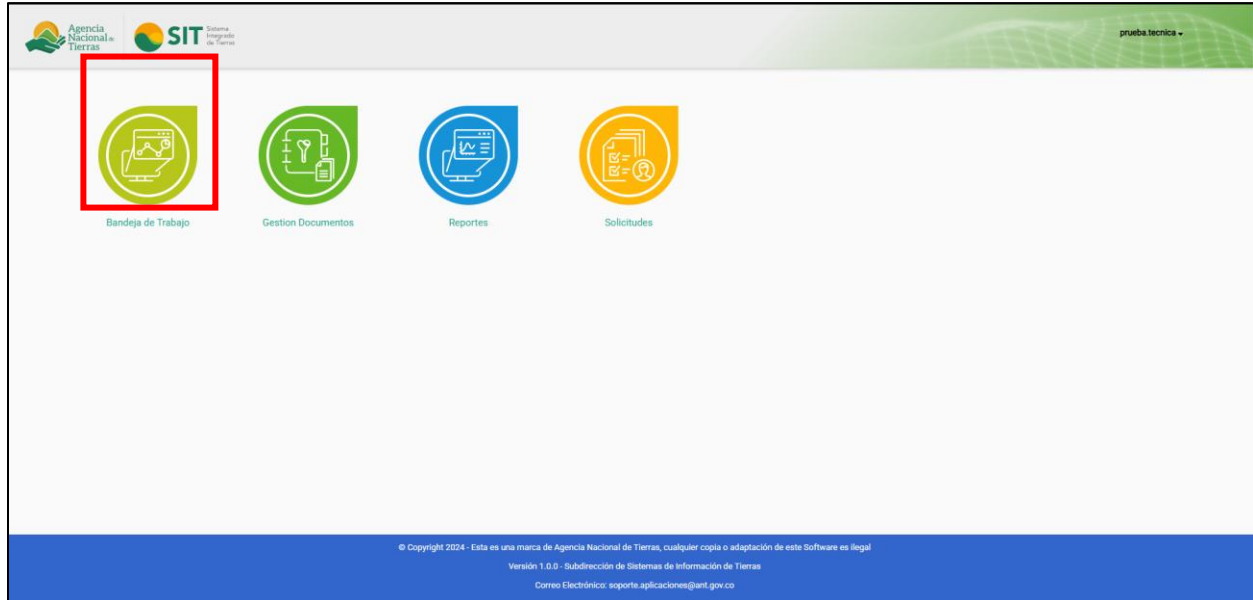 Agencia
Nacional de
Tierras
SIT
Sistema
Integrado
de Tierras
prueba.tecnica
Bandeja de Trabajo
Gestion Documentos
Reportes
Solicitudes
© Copyright 2024 - Esta es una marca de Agencia Nacional de Tierras, cualquier copia o adaptación de este Software es ilegal
Versión 1.0.0 - Subdirección de Sistemas de Información de Tierras
Correo Electrónico: soporte.aplicaciones@ant.gov.co